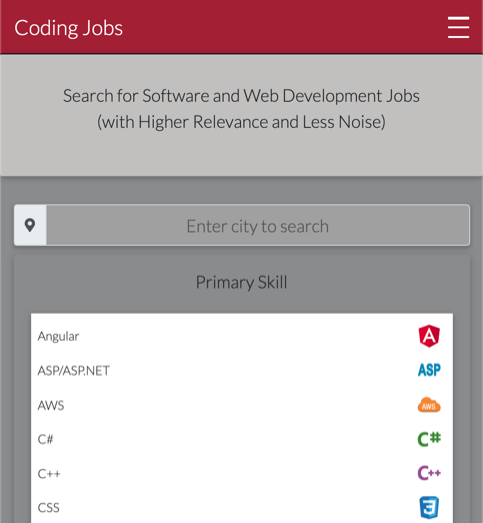 Coding Jobs
Search for Software and Web Development Jobs
(with Higher Relevance and Less Noise)
Enter city to search
Primary Skill
Angular
A
ASP/ASP.NET
ASP
AWS
AWS
C#
C#
C++
C++
CSS
3